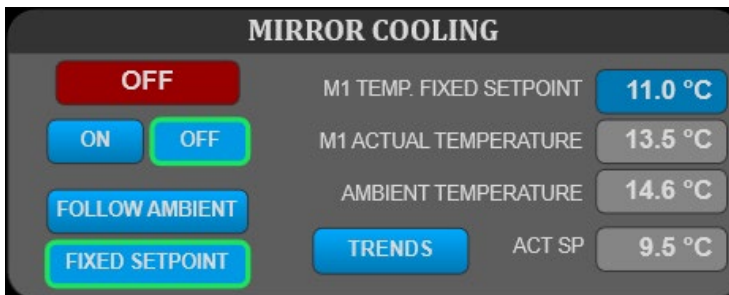 MIRROR COOLING
OFF
M1 TEMP. FIXED SETPOINT 11.0 °C
ON OFF M1 ACTUAL TEMPERATURE 13.5 °C
FOLLOW AMBIENT AMBIENT TEMPERATURE 14.6 °C
FIXED SETPOINT TRENDS ACT SP 9.5 °C